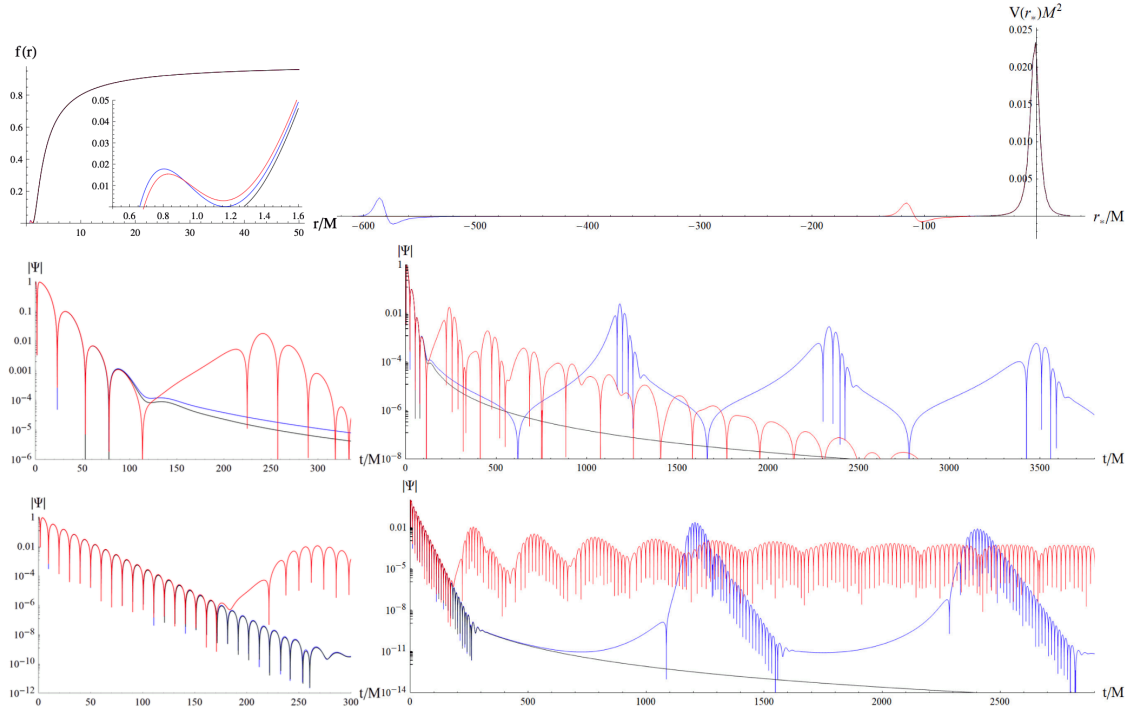 f(r)
0.8
0.6
0.4
0.2
0.05
0.04
0.03
0.02
0.01
0.6 0.8 1.0 1.2 1.4 1.6
10 20 30 40 50 r/M
V(r*)M²
0.025
0.020
0.015
0.010
0.005
−600 −500 −400 −300 −200 −100 0 r*/M
|Ψ|
1
0.1
0.01
0.001
10⁻⁴
10⁻⁵
10⁻⁶
0 50 100 150 200 250 300 t/M
|Ψ|
1
0.01
10⁻⁴
10⁻⁶
10⁻⁸
0 500 1000 1500 2000 2500 3000 3500 t/M
|Ψ|
1
0.01
10⁻⁴
10⁻⁶
10⁻⁸
10⁻¹⁰
10⁻¹²
0 50 100 150 200 250 300 t/M
|Ψ|
0.01
10⁻⁵
10⁻⁸
10⁻¹¹
10⁻¹⁴
0 500 1000 1500 2000 2500 t/M